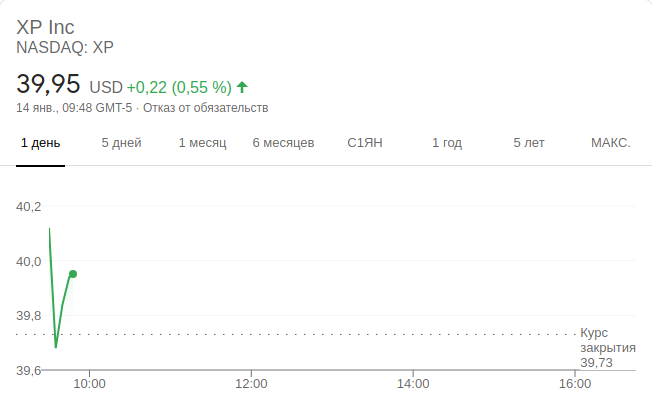 XP Inc
NASDAQ: XP
39,95 USD +0,22 (0,55 %)
14 янв., 09:48 GMT-5 · Отказ от обязательств
1 день 5 дней 1 месяц 6 месяцев С1ЯН 1 год 5 лет МАКС.
40,2
40,0
39,8
39,6
Курс
закрытия
39,73
10:00 12:00 14:00 16:00